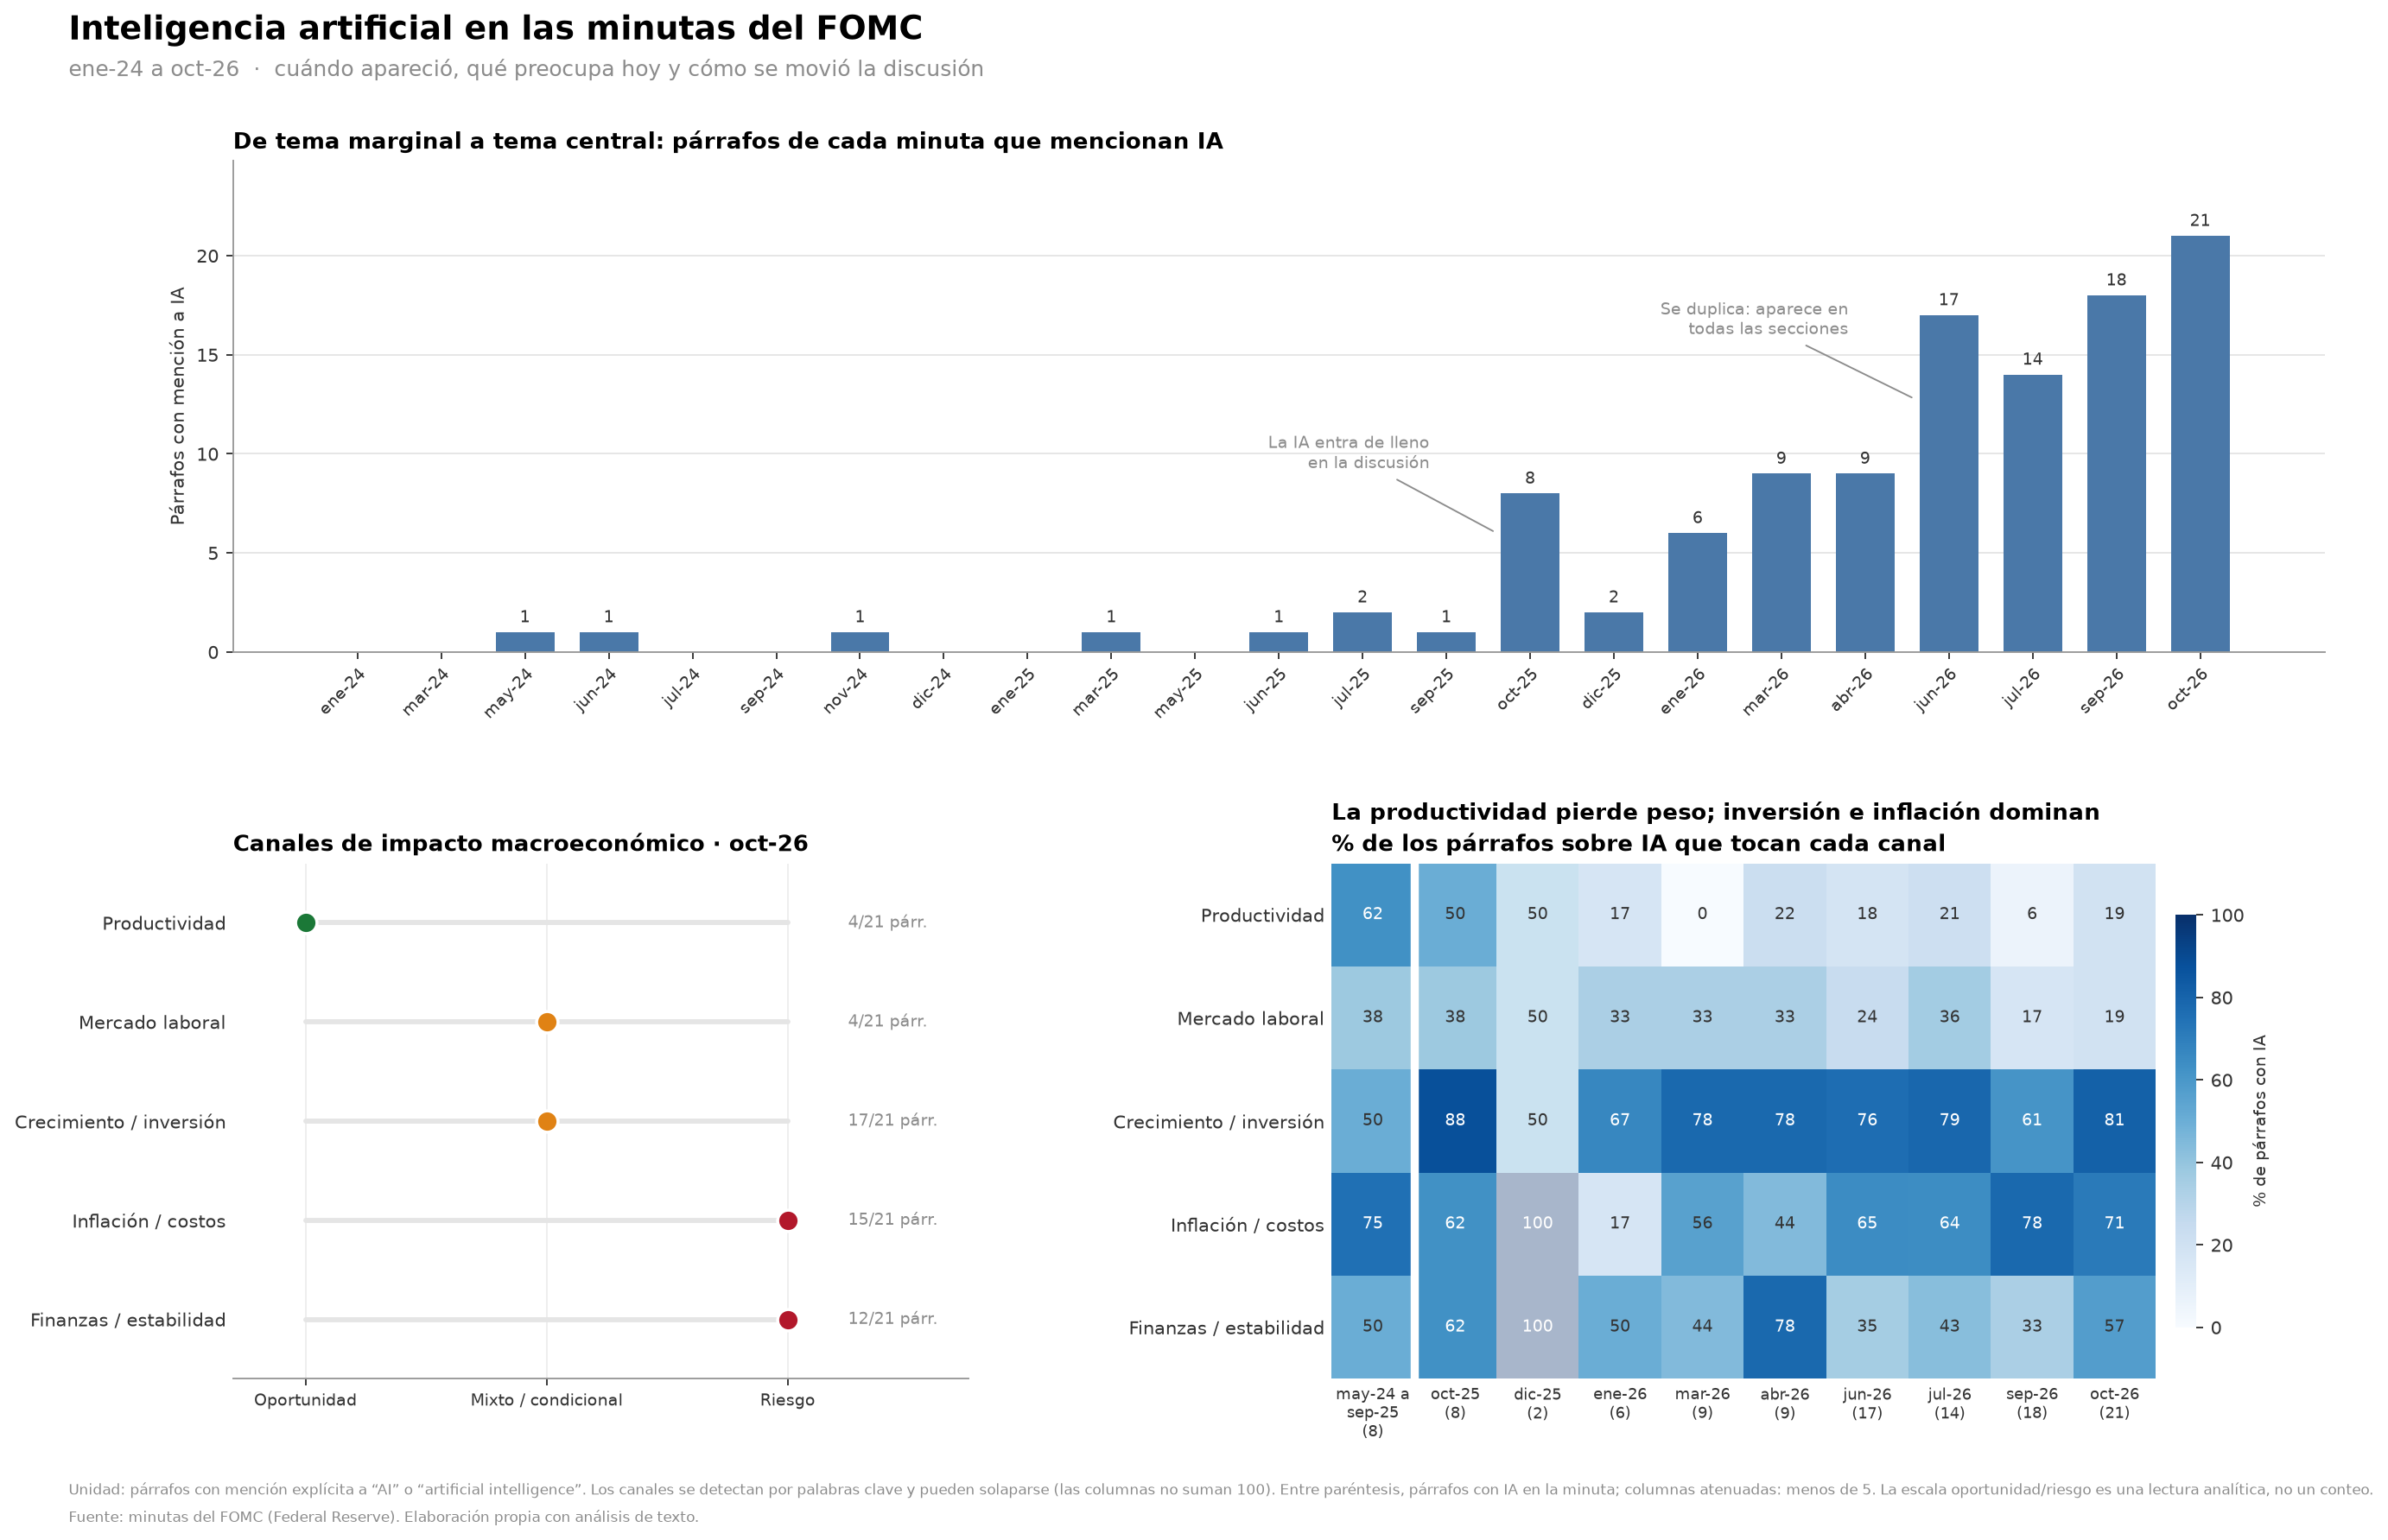 Inteligencia artificial en las minutas del FOMC
ene-24 a oct-26 · cuándo apareció, qué preocupa hoy y cómo se movió la discusión
De tema marginal a tema central: párrafos de cada minuta que mencionan IA
Párrafos con mención a IA
20
15
10
5
0
1
1
1
1
1
2
1
8
2
6
9
9
17
14
18
21
La IA entra de lleno
en la discusión
Se duplica: aparece en
todas las secciones
ene-24
mar-24
may-24
jun-24
jul-24
sep-24
nov-24
dic-24
ene-25
mar-25
may-25
jun-25
jul-25
sep-25
oct-25
dic-25
ene-26
mar-26
abr-26
jun-26
jul-26
sep-26
oct-26
Canales de impacto macroeconómico · oct-26
Productividad 4/21 párr.
Mercado laboral 4/21 párr.
Crecimiento / inversión 17/21 párr.
Inflación / costos 15/21 párr.
Finanzas / estabilidad 12/21 párr.
Oportunidad Mixto / condicional Riesgo
La productividad pierde peso; inversión e inflación dominan
% de los párrafos sobre IA que tocan cada canal
Productividad 62 50 50 17 0 22 18 21 6 19
Mercado laboral 38 38 50 33 33 33 24 36 17 19
Crecimiento / inversión 50 88 50 67 78 78 76 79 61 81
Inflación / costos 75 62 100 17 56 44 65 64 78 71
Finanzas / estabilidad 50 62 100 50 44 78 35 43 33 57
may-24 a oct-25 dic-25 ene-26 mar-26 abr-26 jun-26 jul-26 sep-26 oct-26
sep-25 (8) (2) (6) (9) (9) (17) (14) (18) (21)
(8)
100
80
60
40
20
0
% de párrafos con IA
Unidad: párrafos con mención explícita a “AI” o “artificial intelligence”. Los canales se detectan por palabras clave y pueden solaparse (las columnas no suman 100). Entre paréntesis, párrafos con IA en la minuta; columnas atenuadas: menos de 5. La escala oportunidad/riesgo es una lectura analítica, no un conteo.
Fuente: minutas del FOMC (Federal Reserve). Elaboración propia con análisis de texto.